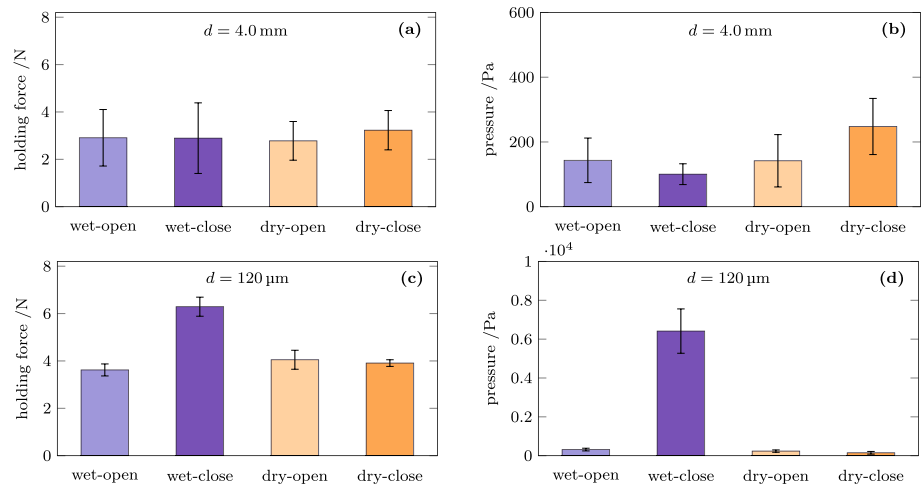 (a)
d = 4.0 mm
holding force /N
8
6
4
2
0
wet-open wet-close dry-open dry-close
(b)
d = 4.0 mm
pressure /Pa
600
400
200
0
wet-open wet-close dry-open dry-close
(c)
d = 120 µm
holding force /N
8
6
4
2
0
wet-open wet-close dry-open dry-close
·10⁴
(d)
d = 120 µm
pressure /Pa
1
0.8
0.6
0.4
0.2
0
wet-open wet-close dry-open dry-close